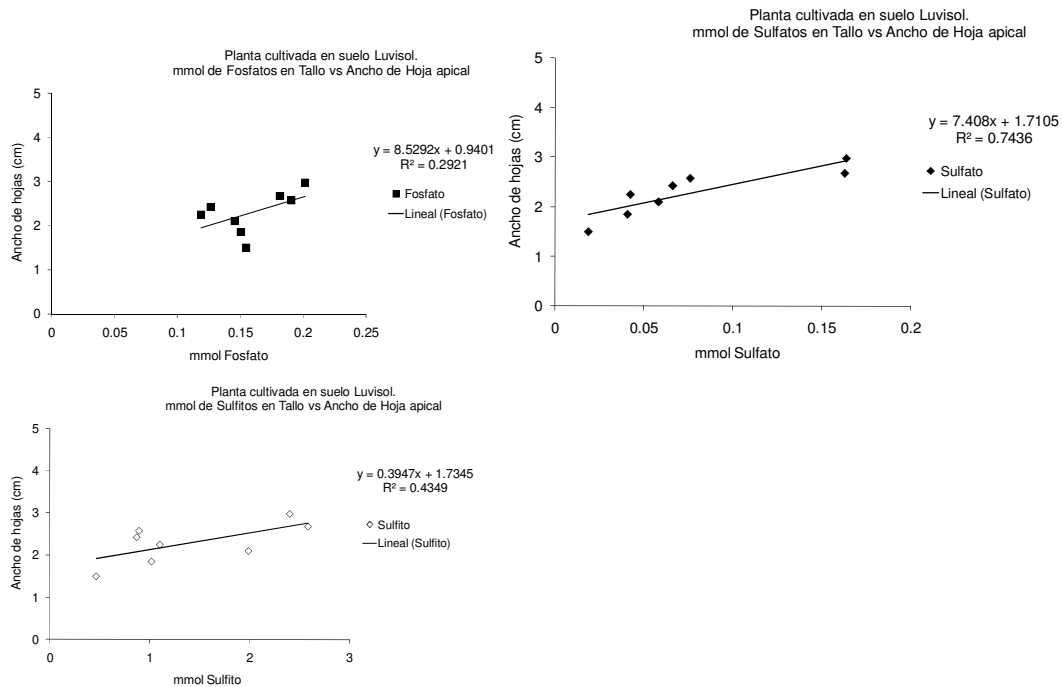 Planta cultivada en suelo Luvisol.
mmol de Fosfatos en Tallo vs Ancho de Hoja apical
Ancho de hojas (cm)
5
4
3
2
1
0
0 0.05 0.1 0.15 0.2 0.25
mmol Fosfato
y = 8.5292x + 0.9401
R² = 0.2921
Fosfato
Lineal (Fosfato)
Planta cultivada en suelo Luvisol.
mmol de Sulfatos en Tallo vs Ancho de Hoja apical
Ancho de hojas (cm)
5
4
3
2
1
0
0 0.05 0.1 0.15 0.2
mmol Sulfato
y = 7.408x + 1.7105
R² = 0.7436
Sulfato
Lineal (Sulfato)
Planta cultivada en suelo Luvisol.
mmol de Sulfitos en Tallo vs Ancho de Hoja apical
Ancho de hojas (cm)
5
4
3
2
1
0
0 1 2 3
mmol Sulfito
y = 0.3947x + 1.7345
R² = 0.4349
Sulfito
Lineal (Sulfito)